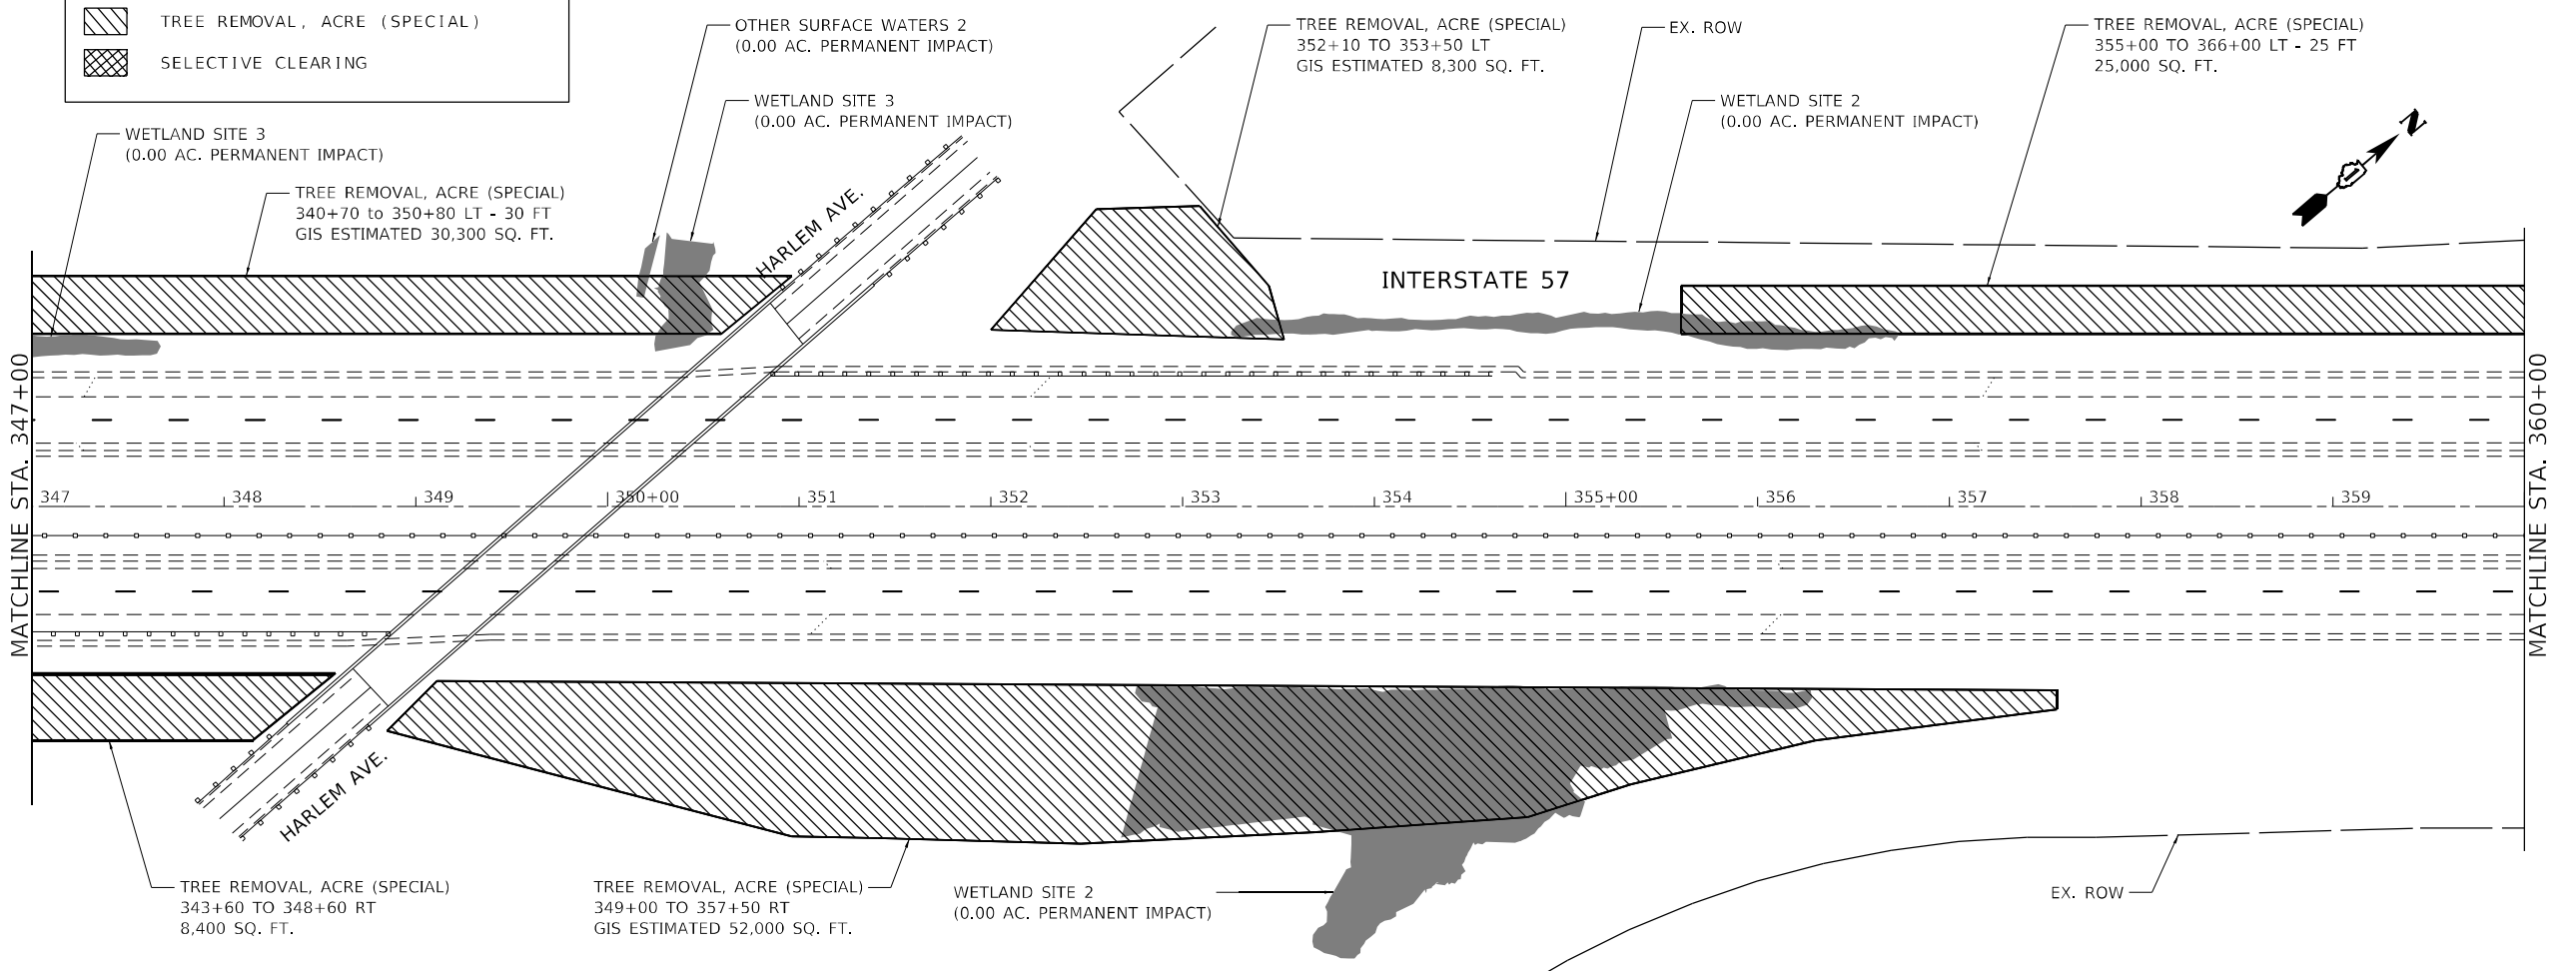 TREE REMOVAL, ACRE (SPECIAL)
SELECTIVE CLEARING
WETLAND SITE 3
(0.00 AC. PERMANENT IMPACT)
TREE REMOVAL, ACRE (SPECIAL)
340+70 to 350+80 LT - 30 FT
GIS ESTIMATED 30,300 SQ. FT.
OTHER SURFACE WATERS 2
(0.00 AC. PERMANENT IMPACT)
WETLAND SITE 3
(0.00 AC. PERMANENT IMPACT)
HARLEM AVE.
TREE REMOVAL, ACRE (SPECIAL)
352+10 TO 353+50 LT
GIS ESTIMATED 8,300 SQ. FT.
EX. ROW
WETLAND SITE 2
(0.00 AC. PERMANENT IMPACT)
TREE REMOVAL, ACRE (SPECIAL)
355+00 TO 366+00 LT - 25 FT
25,000 SQ. FT.
N
INTERSTATE 57
MATCHLINE STA. 347+00
347
348
349
350+00
351
352
353
354
355+00
356
357
358
359
MATCHLINE STA. 360+00
HARLEM AVE.
TREE REMOVAL, ACRE (SPECIAL)
343+60 TO 348+60 RT
8,400 SQ. FT.
TREE REMOVAL, ACRE (SPECIAL)
349+00 TO 357+50 RT
GIS ESTIMATED 52,000 SQ. FT.
WETLAND SITE 2
(0.00 AC. PERMANENT IMPACT)
EX. ROW